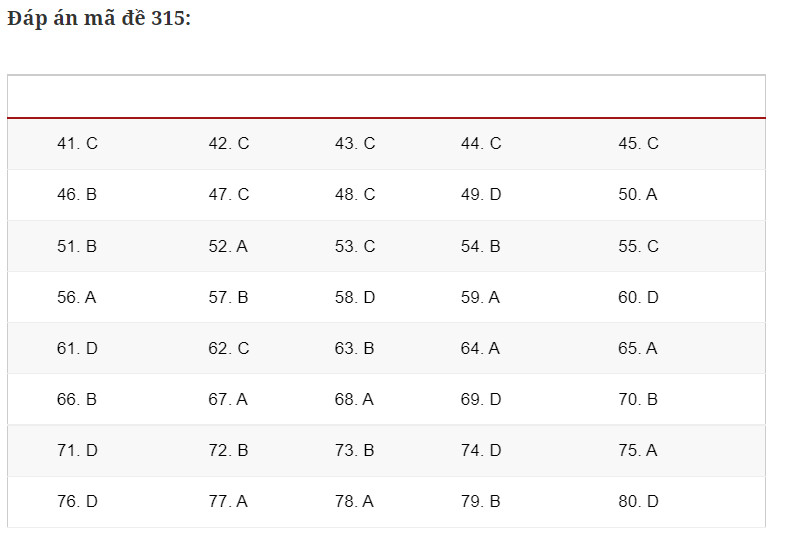 Đáp án mã đề 315:
41. C 42. C 43. C 44. C 45. C
46. B 47. C 48. C 49. D 50. A
51. B 52. A 53. C 54. B 55. C
56. A 57. B 58. D 59. A 60. D
61. D 62. C 63. B 64. A 65. A
66. B 67. A 68. A 69. D 70. B
71. D 72. B 73. B 74. D 75. A
76. D 77. A 78. A 79. B 80. D